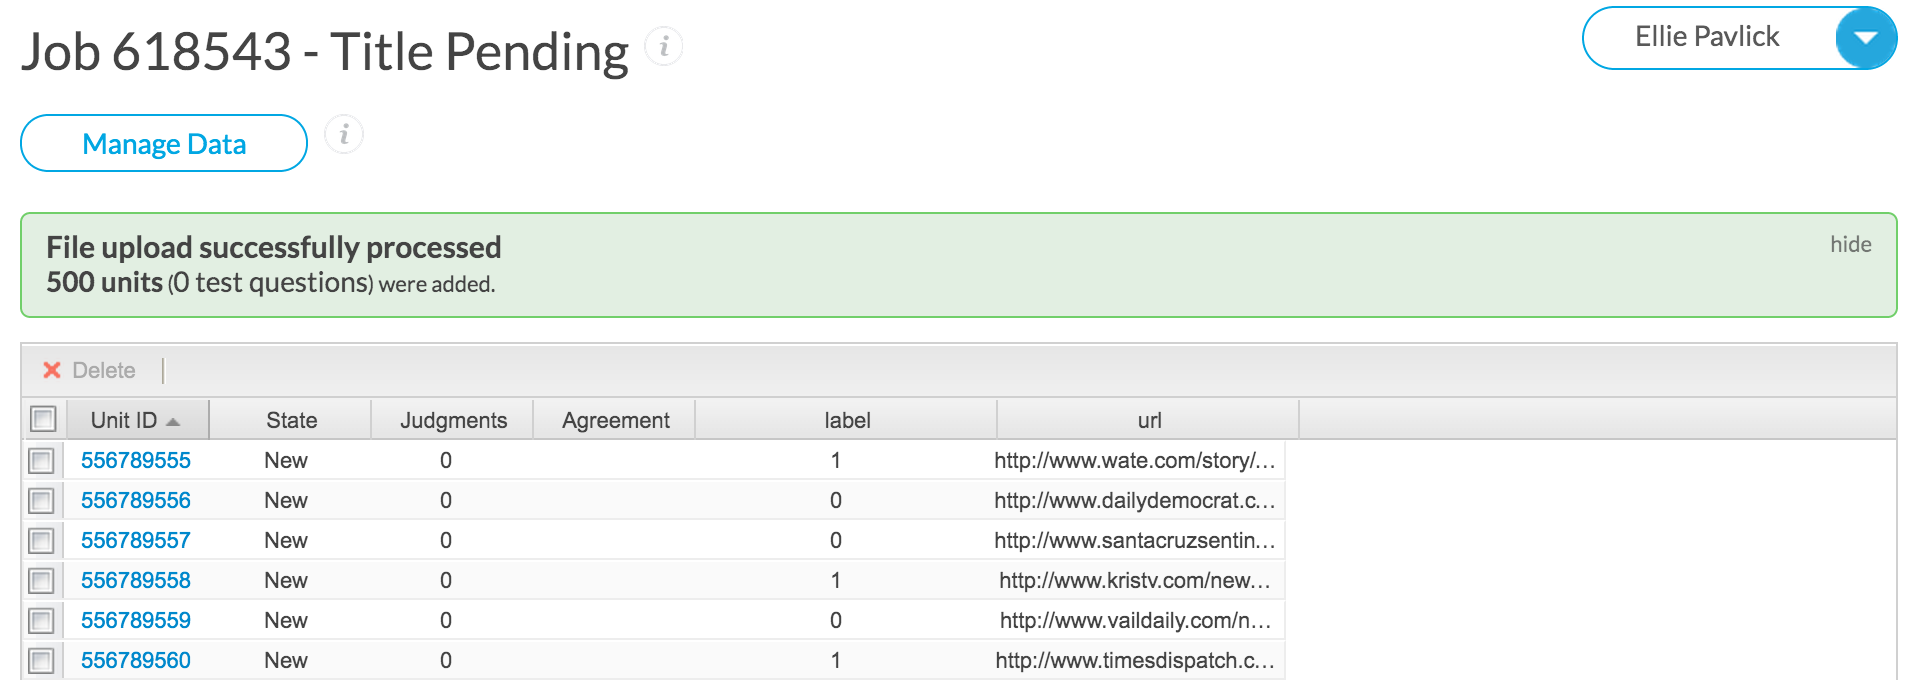 Job 618543 - Title Pending i
Ellie Pavlick
Manage Data i
File upload successfully processed
hide
500 units (0 test questions) were added.
Delete
Unit ID State Judgments Agreement label url
556789555 New 0 1 http://www.wate.com/story/...
556789556 New 0 0 http://www.dailydemocrat.c...
556789557 New 0 0 http://www.santacruzsentin...
556789558 New 0 1 http://www.kristv.com/new...
556789559 New 0 0 http://www.vaildaily.com/n...
556789560 New 0 1 http://www.timesdispatch.c...